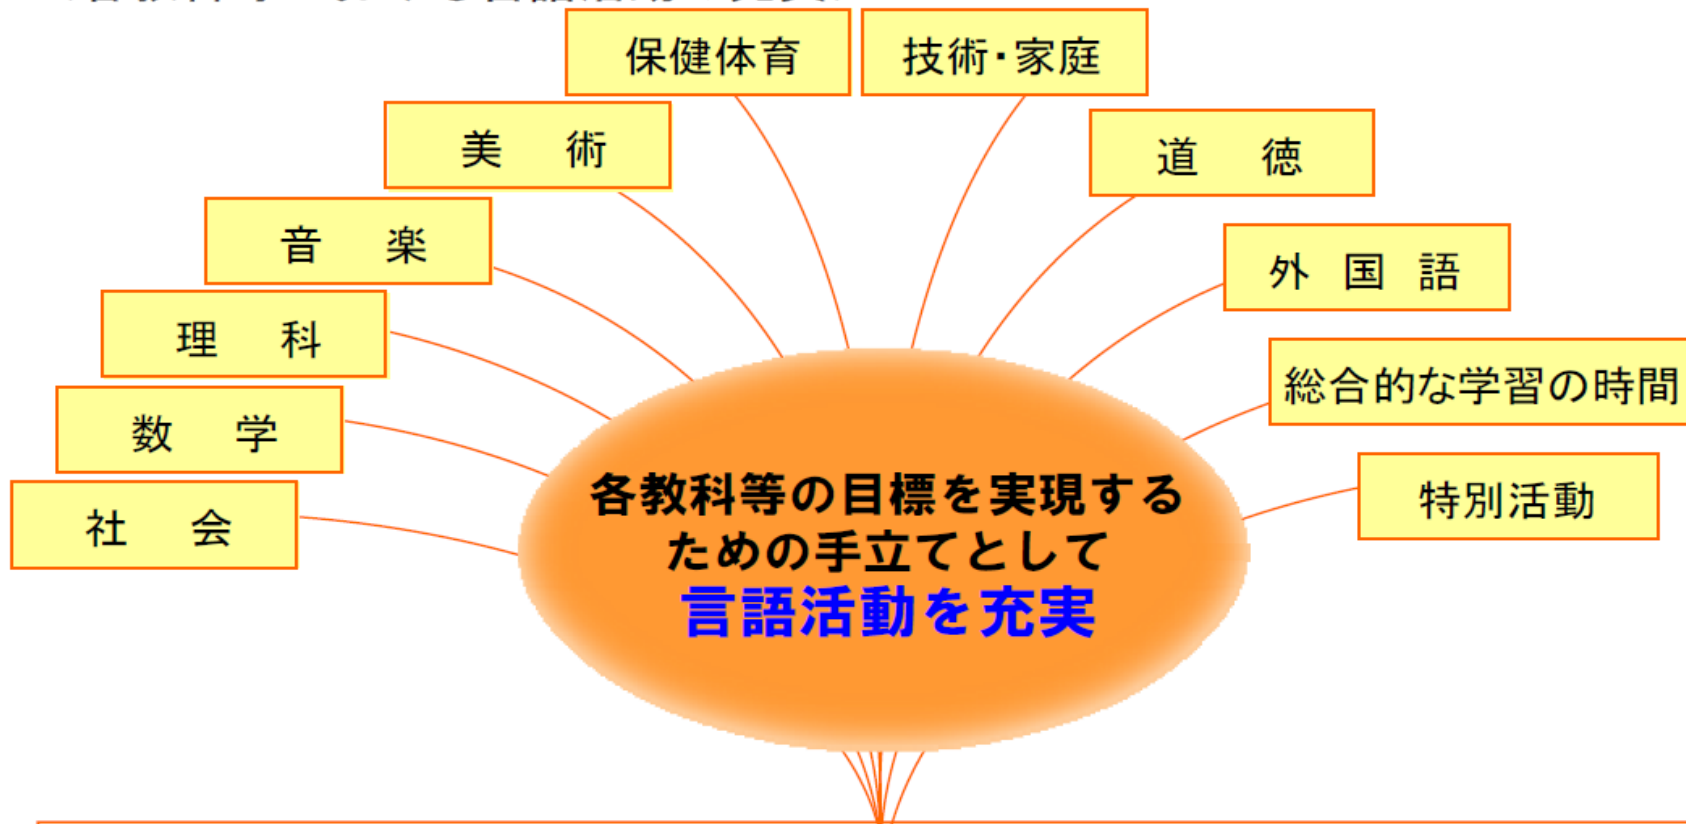 保健体育
技術・家庭
美術
道徳
音楽
外国語
理科
総合的な学習の時間
数学
特別活動
社会
各教科等の目標を実現する
ための手立てとして
言語活動を充実